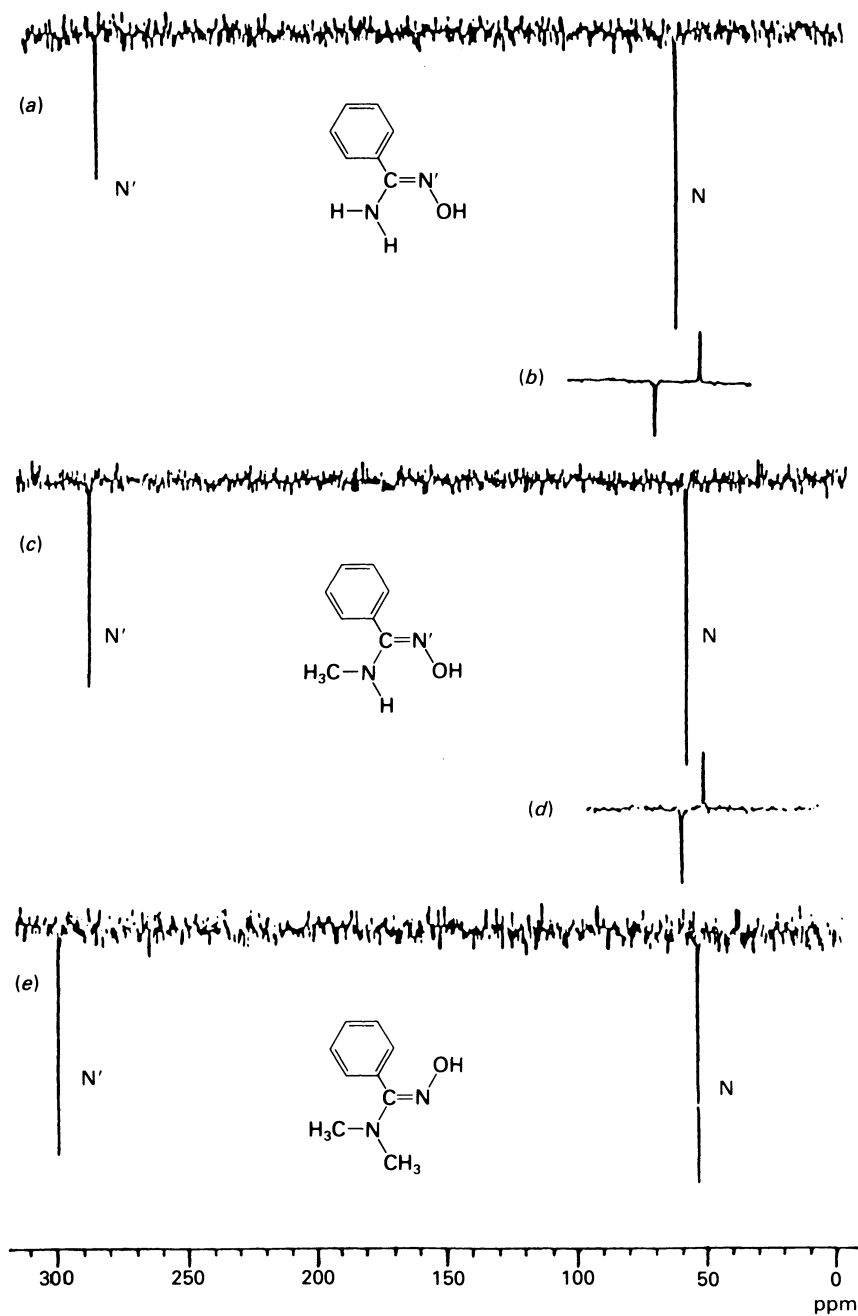 (a)
N'
C=N'
H–N
OH
H
N
(b)
(c)
N'
C=N'
H₃C–N
OH
H
N
(d)
(e)
N'
OH
C=N
H₃C–N
CH₃
N
300 250 200 150 100 50 0
ppm